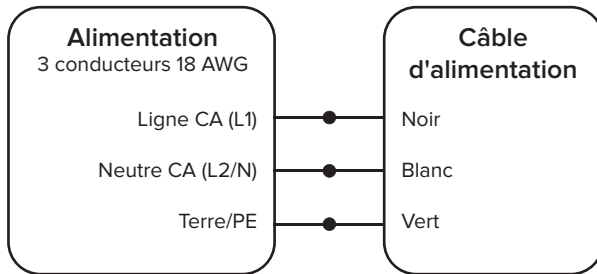 Alimentation
3 conducteurs 18 AWG
Câble
d'alimentation
Ligne CA (L1)
Noir
Neutre CA (L2/N)
Blanc
Terre/PE
Vert